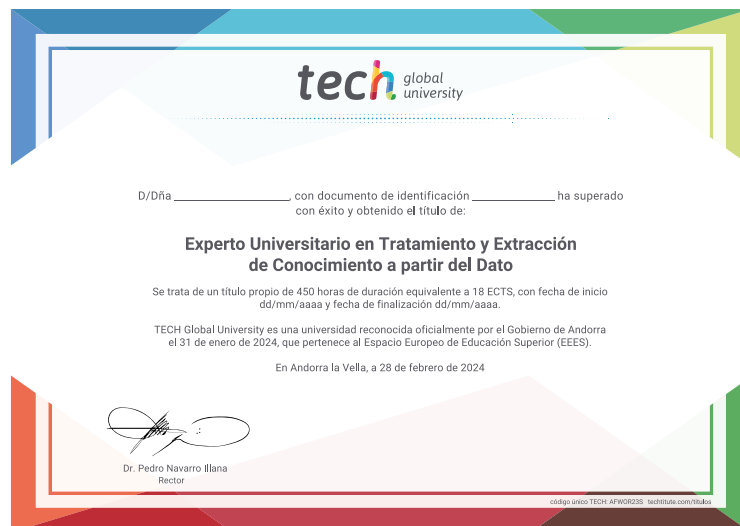 tech global
university
D/Dña ______________, con documento de identificación ______________ ha superado
con éxito y obtenido el título de:
Experto Universitario en Tratamiento y Extracción
de Conocimiento a partir del Dato
Se trata de un título propio de 450 horas de duración equivalente a 18 ECTS, con fecha de inicio
dd/mm/aaaa y fecha de finalización dd/mm/aaaa.
TECH Global University es una universidad reconocida oficialmente por el Gobierno de Andorra
el 31 de enero de 2024, que pertenece al Espacio Europeo de Educación Superior (EEES).
En Andorra la Vella, a 28 de febrero de 2024
Dr. Pedro Navarro Illana
Rector
código único TECH: AFWOR23S techtitute.com/titulos